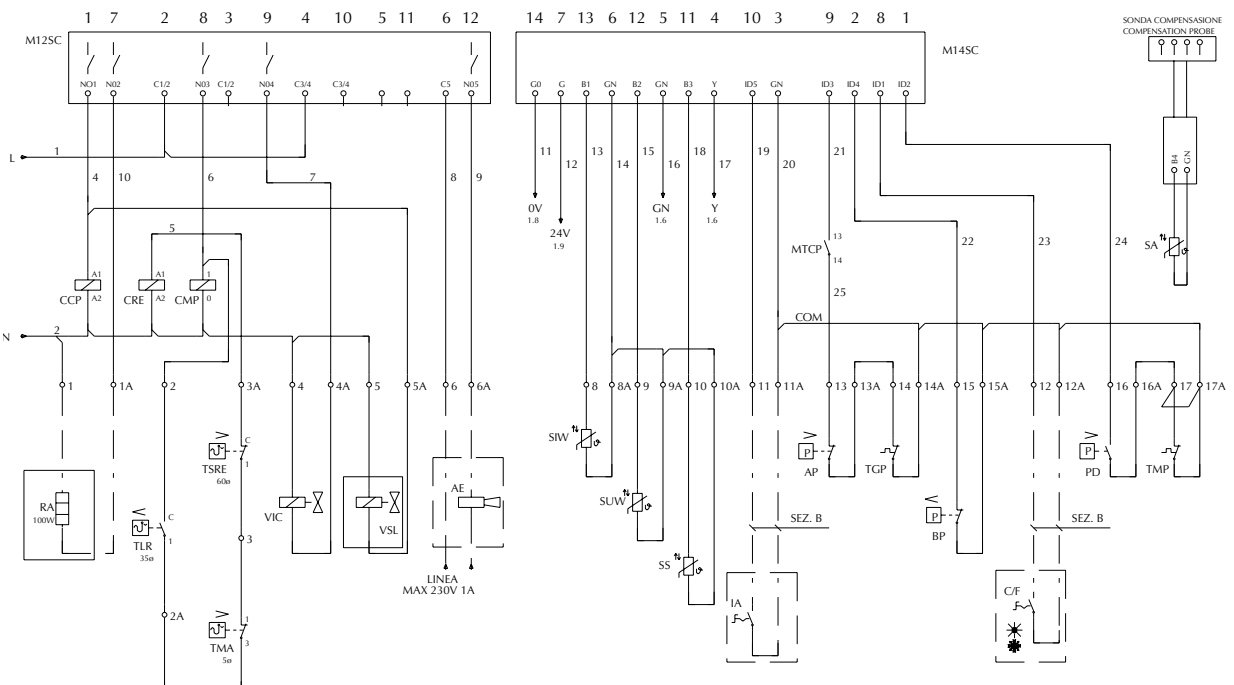 1 7 2 8 3 9 4 10 5 11 6 12
14 7 13 6 12 5 11 4 10 3 9 2 8 1
SONDA COMPENSASIONE
COMPENSATION PROBE
M12SC
M14SC
NO1 N02 C1/2 N03 C1/2 N04 C3/4 C3/4 C5 N05
G0 G B1 GN B2 GN B3 Y ID5 GN ID3 ID4 ID1 ID2
L 1
4 10 6 7 8 9
11 12 13 14 15 16 18 17 19 20 21
B4 GN
0V
1.8
24V
1.9
GN
1.6
Y
1.6
5
MTCP 13
14
22 23 24
SA
A1 A1 1
CCP A2 CRE A2 CMP 0
25
COM
N 2
1 1A 2 3A 4 4A 5 5A 6 6A
8 8A 9 9A 10 10A 11 11A 13 13A 14 14A 15 15A 12 12A 16 16A 17 17A
SIW
C
TSRE 1
60ø
P
AP
TGP
P
PD
TMP
RA
100W
C
TLR 1
35ø
VIC
VSL
AE
SUW
P
BP
SEZ. B
SEZ. B
3
SS
LINEA
MAX 230V 1A
IA
C/F
2A
1
TMA 3
5ø